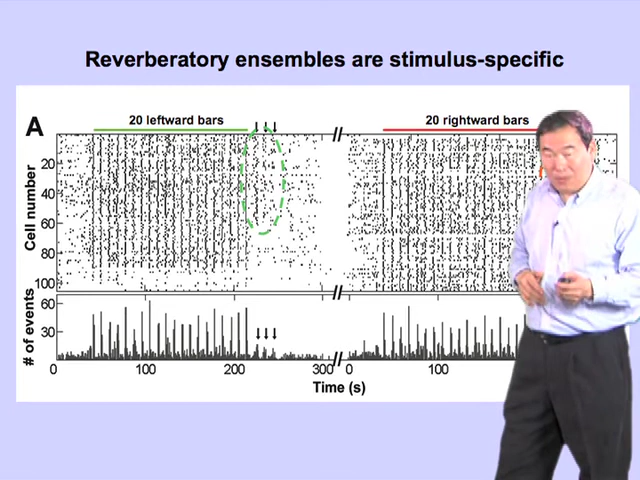 Reverberatory ensembles are stimulus-specific
A
20 leftward bars
20 rightward bars
Cell number
20
40
60
80
100
# of events
60
30
0
100
200
300
0
100
Time (s)